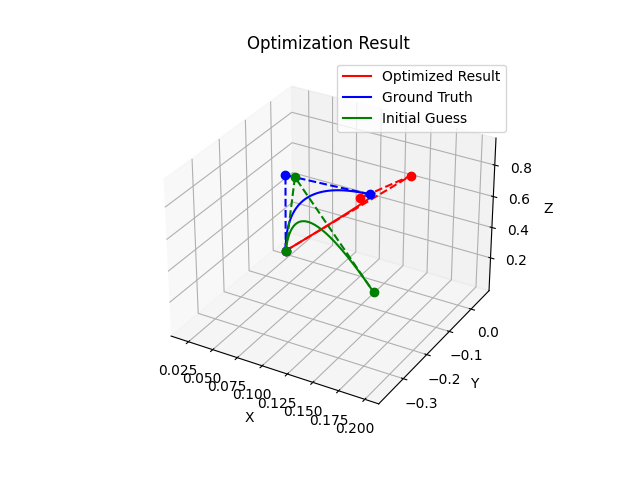 Optimization Result
Optimized Result
Ground Truth
Initial Guess
0.8
0.6
0.4
0.2
Z
0.0
−0.1
−0.2
−0.3
Y
0.025
0.050
0.075
0.100
0.125
0.150
0.175
0.200
X